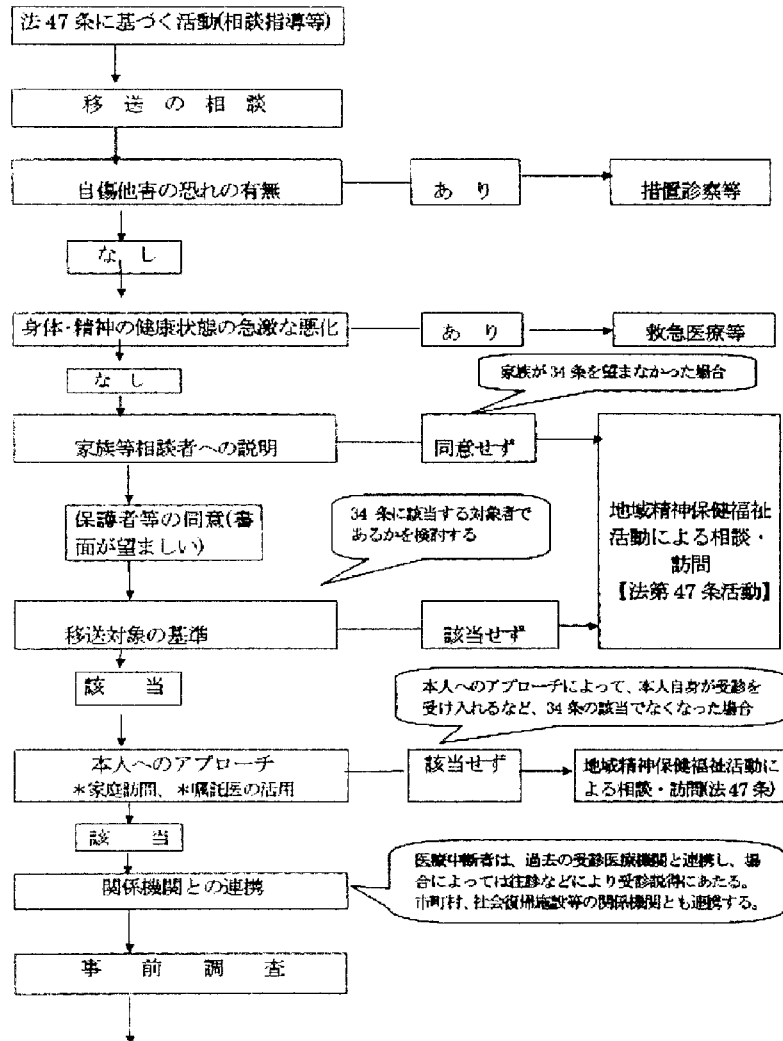 法47条に基づく活動(相談指導等)
移送の相談
自傷他害の恐れの有無
あり
措置診察等
なし
身体・精神の健康状態の急激な悪化
あり
救急医療等
なし
家族が34条を望まなかった場合
家族等相談者への説明
同意せず
地域精神保健福祉
活動による相談・
訪問
【法第47条活動】
保護者等の同意(書
面が望ましい)
34条に該当する対象者で
あるかを検討する
移送対象の基準
該当せず
該当
本人へのアプローチによって、本人自身が受診を
受け入れるなど、34条の該当でなくなった場合
本人へのアプローチ
*家庭訪問、*嘱託医の活用
該当せず
地域精神保健福祉活動に
よる相談・訪問(法47条)
該当
関係機関との連携
医療中断者は、過去の受診医療機関と連携し、場
合によっては往診などにより受診説得にあたる。
市町村、社会復帰施設等の関係機関とも連携する。
事前調査